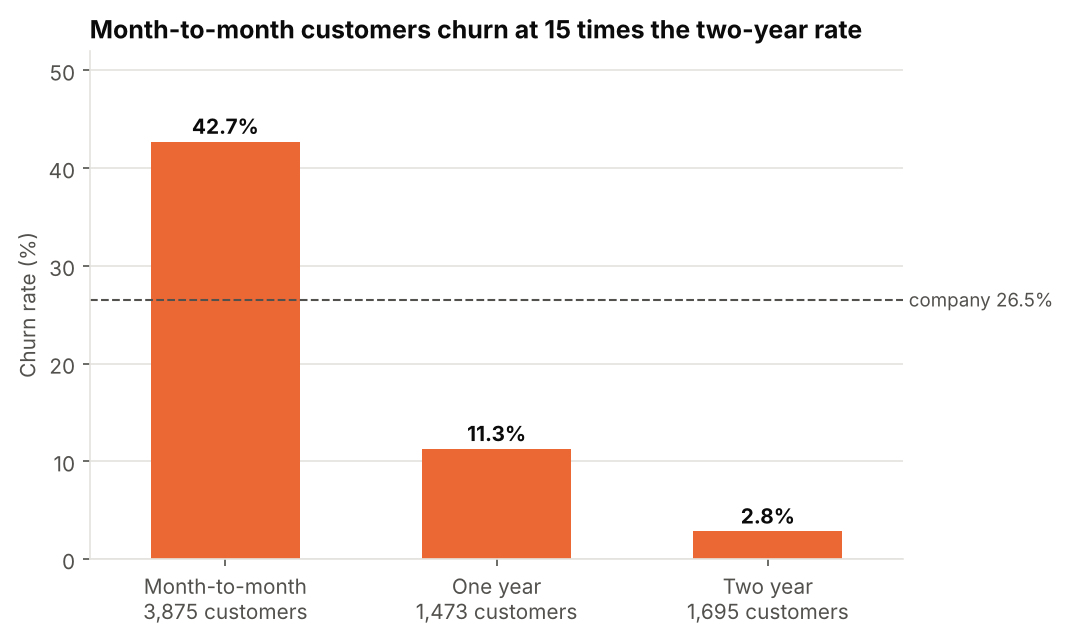 Month-to-month customers churn at 15 times the two-year rate
Churn rate (%)
50
40
30
20
10
0
42.7%
11.3%
2.8%
company 26.5%
Month-to-month
3,875 customers
One year
1,473 customers
Two year
1,695 customers